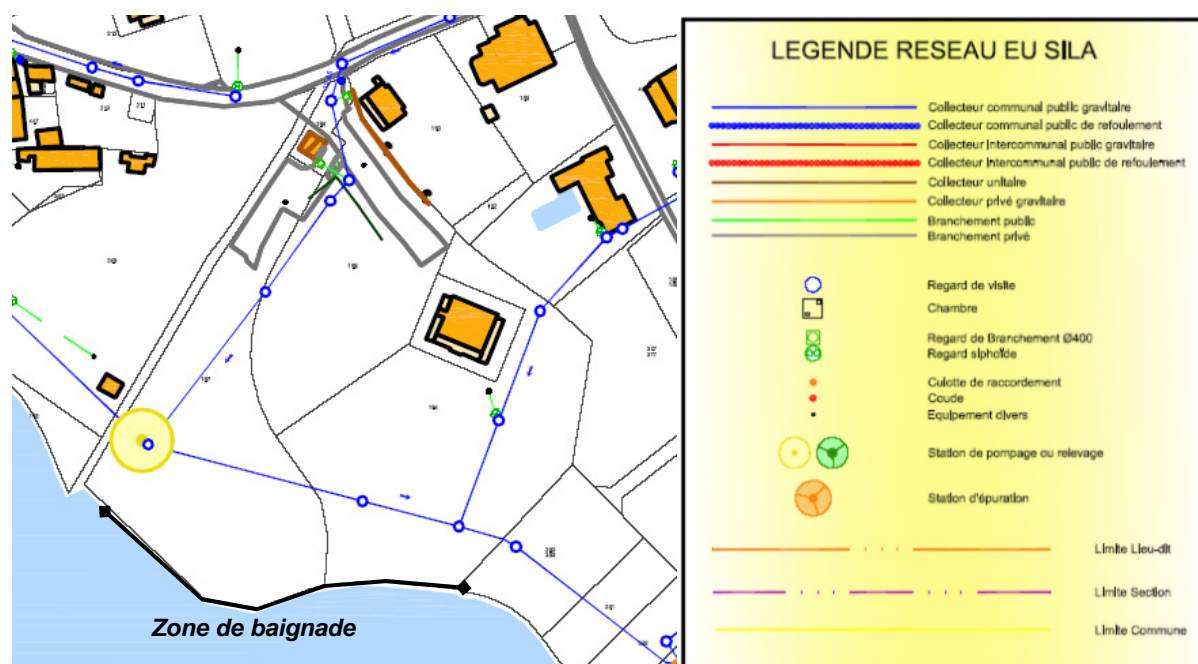 LEGENDE RESEAU EU SILA
Collecteur communal public gravitaire
Collecteur communal public de refoulement
Collecteur Intercommunal public gravitaire
Collecteur Intercommunal public de refoulement
Collecteur unitaire
Collecteur privé gravitaire
Branchement public
Branchement privé
Regard de visite
Chambre
Regard de Branchement Ø400
Regard siphoïde
Culotte de raccordement
Coude
Equipement divers
Station de pompage ou relevage
Station d'épuration
Limite Lieu-dit
Limite Section
Limite Commune
Zone de baignade